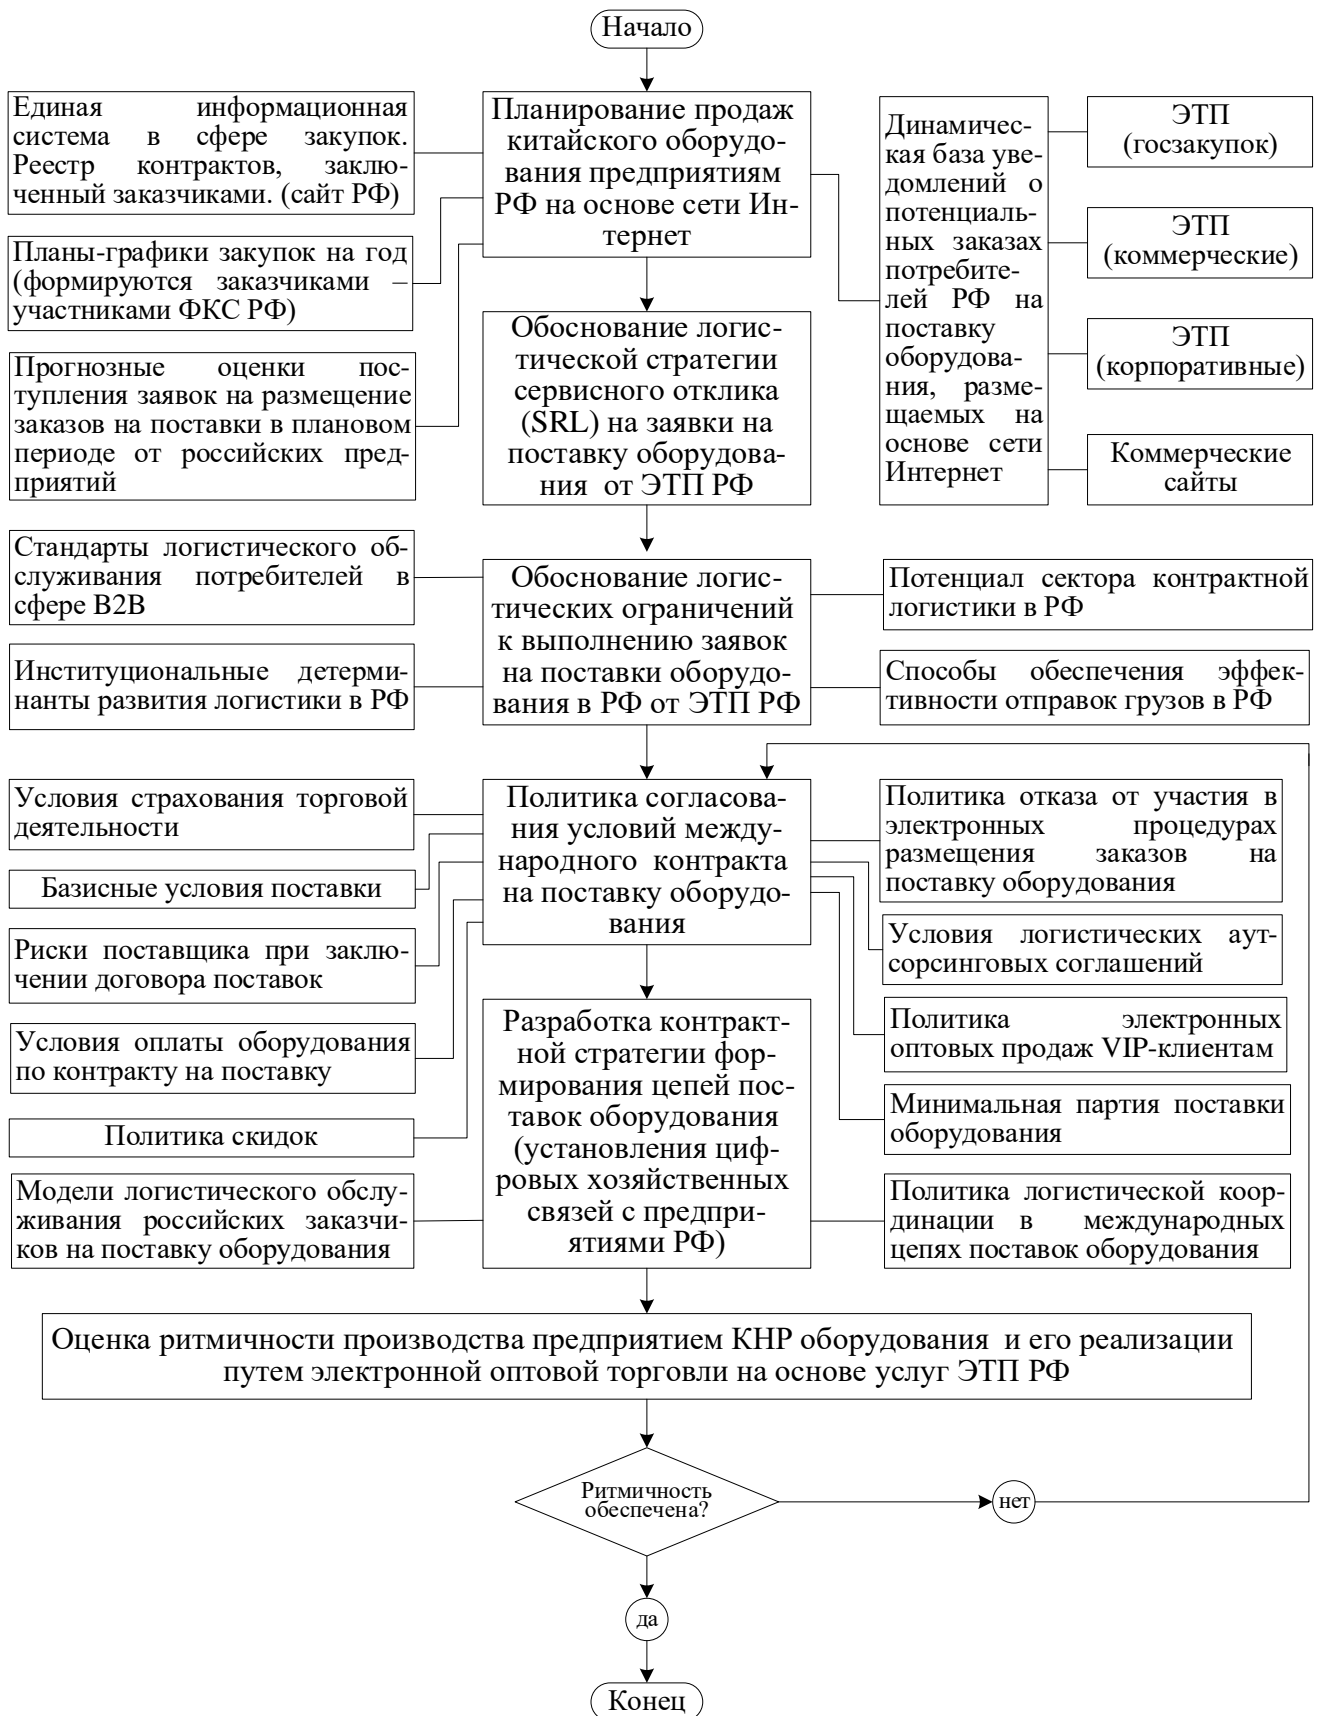 Начало
Единая информационная
система в сфере закупок.
Реестр контрактов, заклю-
ченный заказчиками. (сайт РФ)
Планы-графики закупок на год
(формируются заказчиками –
участниками ФКС РФ)
Прогнозные оценки пос-
тупления заявок на размещение
заказов на поставки в плановом
периоде от российских пред-
приятий
Планирование продаж
китайского оборудо-
вания предприятиям
РФ на основе сети Ин-
тернет
Динамичес-
кая база уве-
домлений о
потенциаль-
ных заказах
потребите-
лей РФ на
поставку
оборудова-
ния, разме-
щаемых на
основе сети
Интернет
ЭТП
(госзакупок)
ЭТП
(коммерческие)
ЭТП
(корпоративные)
Коммерческие
сайты
Обоснование логис-
тической стратегии
сервисного отклика
(SRL) на заявки на
поставку оборудова-
ния от ЭТП РФ
Стандарты логистического об-
служивания потребителей в
сфере B2B
Институциональные детерми-
нанты развития логистики в РФ
Обоснование логис-
тических ограничений
к выполнению заявок
на поставки оборудо-
вания в РФ от ЭТП РФ
Потенциал сектора контрактной
логистики в РФ
Способы обеспечения эффек-
тивности отправок грузов в РФ
Условия страхования торговой
деятельности
Базисные условия поставки
Риски поставщика при заклю-
чении договора поставок
Условия оплаты оборудования
по контракту на поставку
Политика скидок
Политика согласова-
ния условий между-
народного контракта
на поставку оборудо-
вания
Политика отказа от участия в
электронных процедурах
размещения заказов на
поставку оборудования
Условия логистических аут-
сорсинговых соглашений
Политика электронных
оптовых продаж VIP-клиентам
Минимальная партия поставки
оборудования
Модели логистического обслу-
живания российских заказчи-
ков на поставку оборудования
Разработка контракт-
ной стратегии фор-
мирования цепей пос-
тавок оборудования
(установления циф-
ровых хозяйственных
связей с предпри-
ятиями РФ)
Политика логистической коор-
динации в международных
цепях поставок оборудования
Оценка ритмичности производства предприятием КНР оборудования и его реализации
путем электронной оптовой торговли на основе услуг ЭТП РФ
Ритмичность
обеспечена?
нет
да
Конец